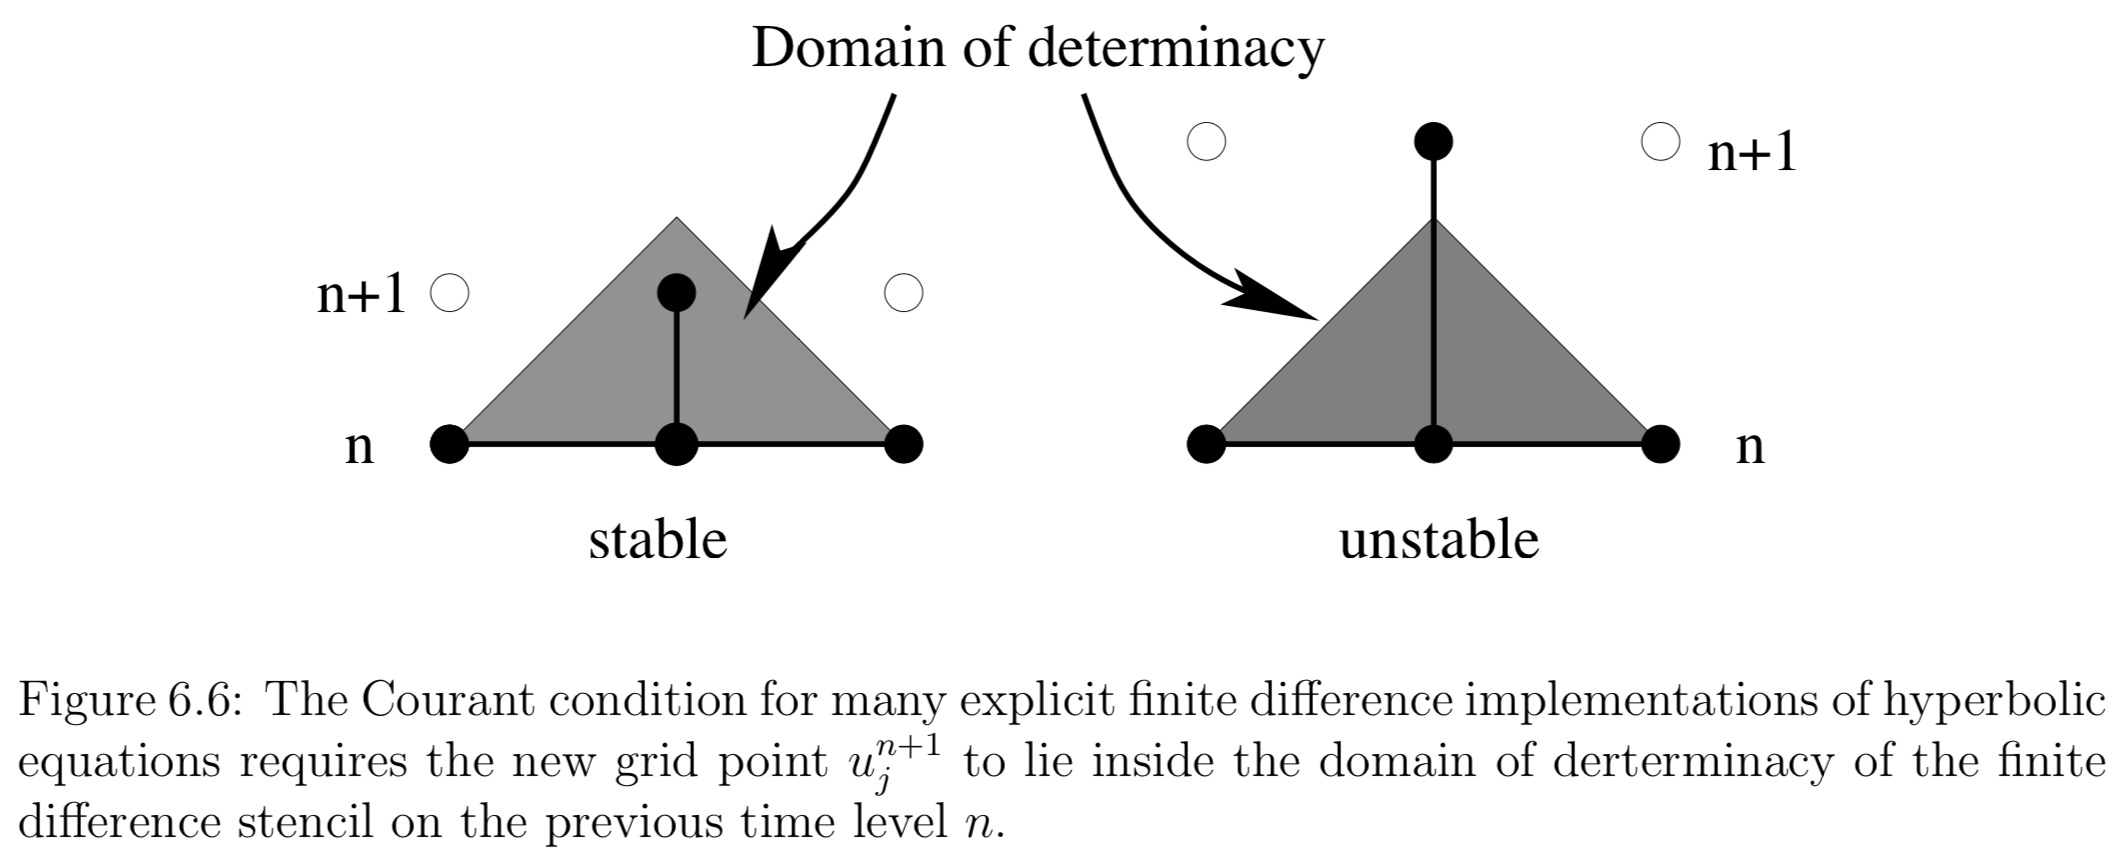 Domain of determinacy
n+1
n+1
n
n
stable
unstable
Figure 6.6: The Courant condition for many explicit finite difference implementations of hyperbolic
equations requires the new grid point $u_j^{n+1}$ to lie inside the domain of derterminacy of the finite
difference stencil on the previous time level $n$.